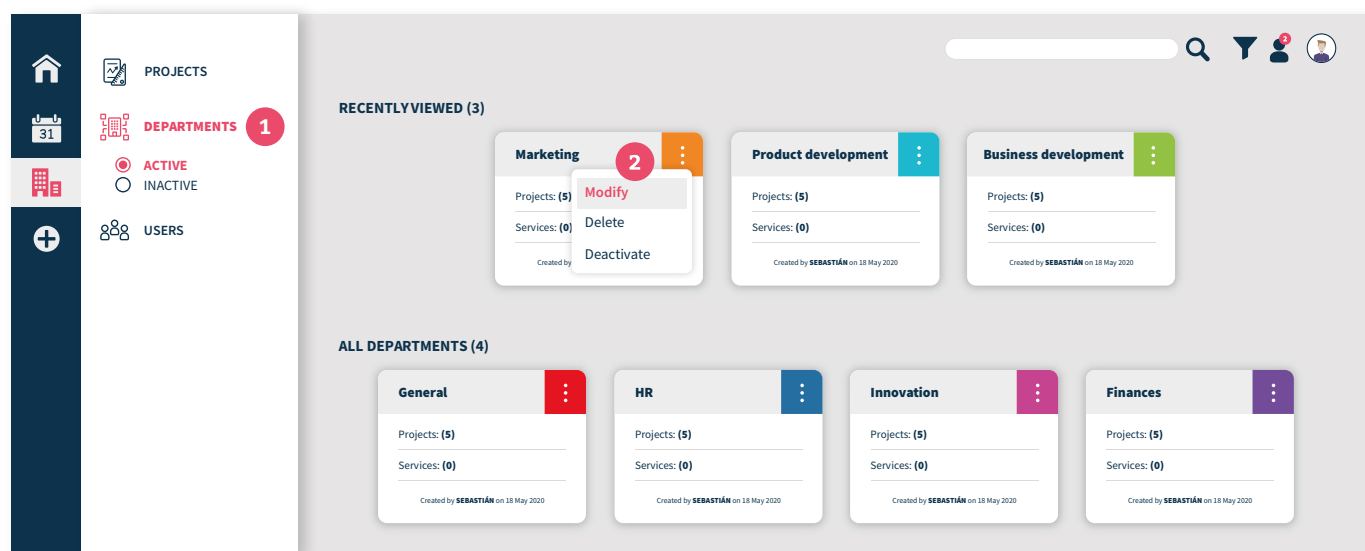 2
PROJECTS
RECENTLY VIEWED (3)
31
DEPARTMENTS 1
Marketing 2
Product development
Business development
ACTIVE
INACTIVE
Projects: (5)
Modify
Projects: (5)
Projects: (5)
Services: (0)
Delete
Services: (0)
Services: (0)
USERS
Created by
Deactivate
Created by SEBASTIÁN on 18 May 2020
Created by SEBASTIÁN on 18 May 2020
ALL DEPARTMENTS (4)
General
HR
Innovation
Finances
Projects: (5)
Projects: (5)
Projects: (5)
Projects: (5)
Services: (0)
Services: (0)
Services: (0)
Services: (0)
Created by SEBASTIÁN on 18 May 2020
Created by SEBASTIÁN on 18 May 2020
Created by SEBASTIÁN on 18 May 2020
Created by SEBASTIÁN on 18 May 2020